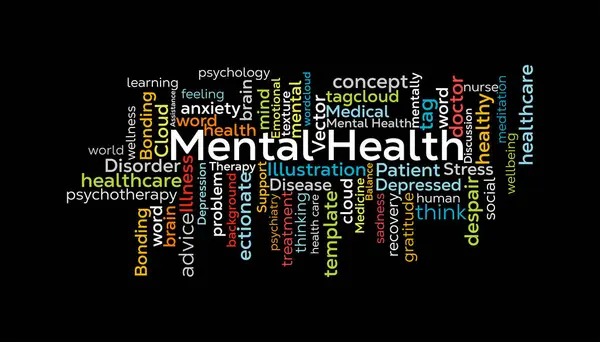 psychology
learning
feeling
Assistance
anxiety
brain
mind
Emotional
texture
mental
wordcloud
Vector
concept
tagcloud
Medical
Mental Health
mentally
tag
word
doctor
nurse
Discussion
healthy
meditation
wellbeing
healthcare
wellness
Bonding
Cloud
word
health
Mental Health
world
Disorder
healthcare
psychotherapy
Illness
Depression
Therapy
problem
background
ectionate
Support
Illustration
Disease
Balance
Patient
Stress
Depressed
Bonding
word
brain
advice
psychiatry
treatment
thinking
health care
template
cloud
Medicine
sadness
recovery
gratitude
human
think
despair
social